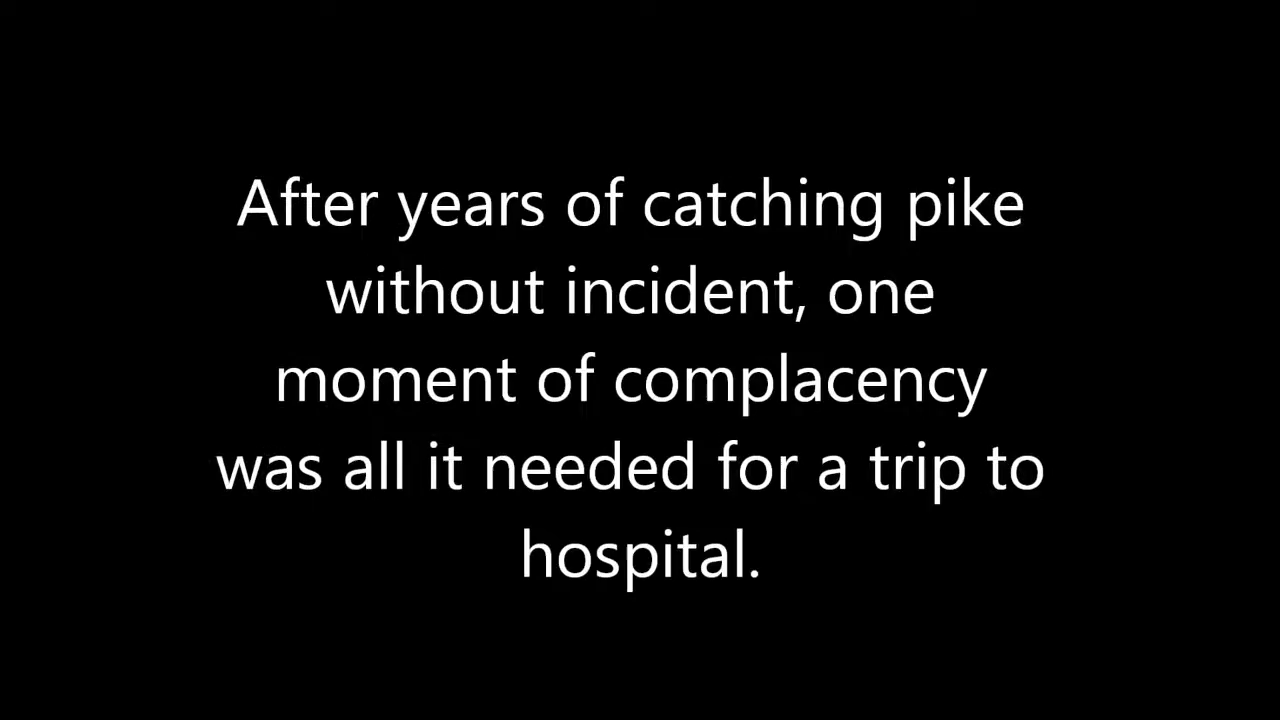 After years of catching pike
without incident, one
moment of complacency
was all it needed for a trip to
hospital.